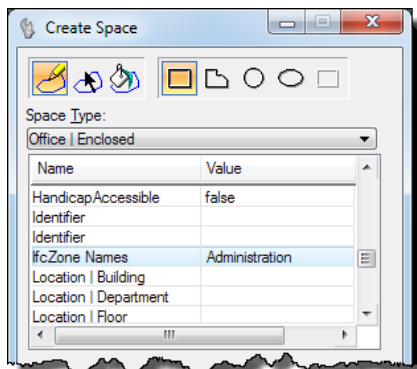 Create Space
Space Type:
Office | Enclosed
Name Value
HandicapAccessible false
Identifier
Identifier
IfcZone Names Administration
Location | Building
Location | Department
Location | Floor